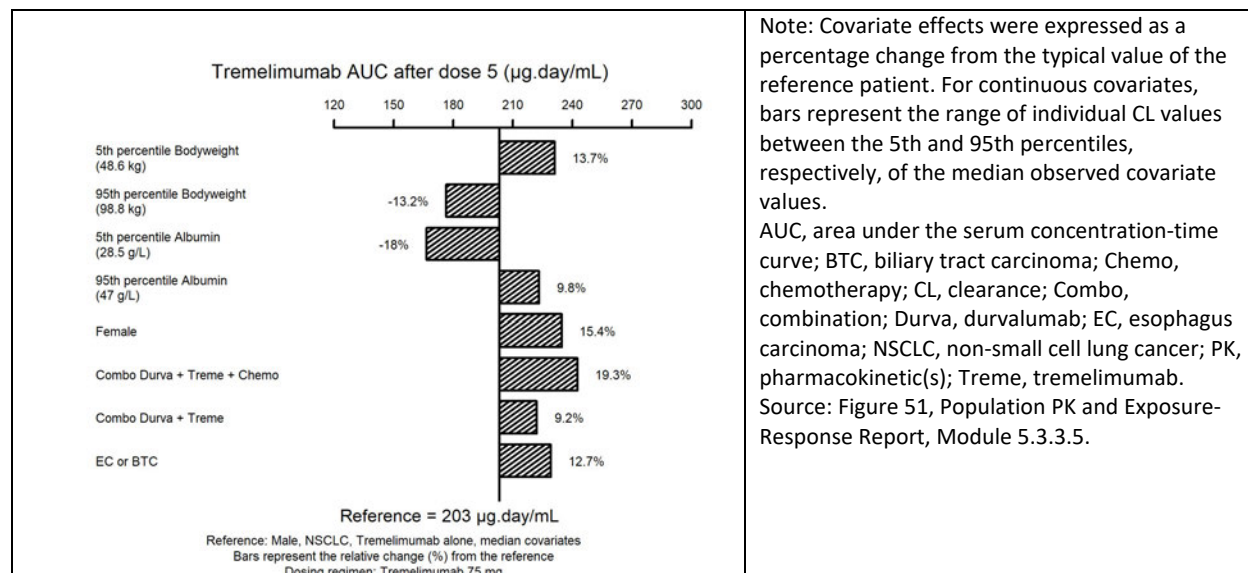 Tremelimumab AUC after dose 5 (µg.day/mL)
120 150 180 210 240 270 300
5th percentile Bodyweight
(48.6 kg)
13.7%
95th percentile Bodyweight
(98.8 kg)
-13.2%
5th percentile Albumin
(28.5 g/L)
-18%
95th percentile Albumin
(47 g/L)
9.8%
Female
15.4%
Combo Durva + Treme + Chemo
19.3%
Combo Durva + Treme
9.2%
EC or BTC
12.7%
Reference = 203 µg.day/mL
Reference: Male, NSCLC, Tremelimumab alone, median covariates
Bars represent the relative change (%) from the reference
Dosing regimen: Tremelimumab 75 mg
Note: Covariate effects were expressed as a
percentage change from the typical value of the
reference patient. For continuous covariates,
bars represent the range of individual CL values
between the 5th and 95th percentiles,
respectively, of the median observed covariate
values.
AUC, area under the serum concentration-time
curve; BTC, biliary tract carcinoma; Chemo,
chemotherapy; CL, clearance; Combo,
combination; Durva, durvalumab; EC, esophagus
carcinoma; NSCLC, non-small cell lung cancer; PK,
pharmacokinetic(s); Treme, tremelimumab.
Source: Figure 51, Population PK and Exposure-
Response Report, Module 5.3.3.5.